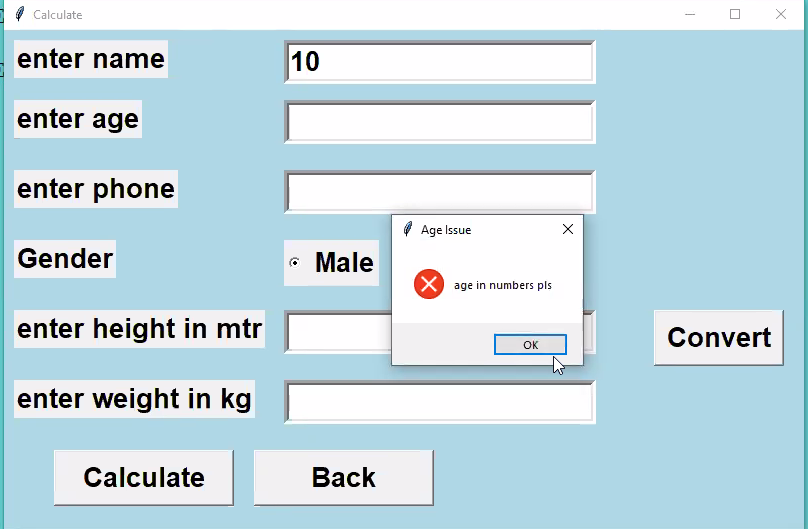 Calculate
enter name
10
enter age
enter phone
Age Issue
Gender
Male
age in numbers pls
enter height in mtr
OK
Convert
enter weight in kg
Calculate
Back